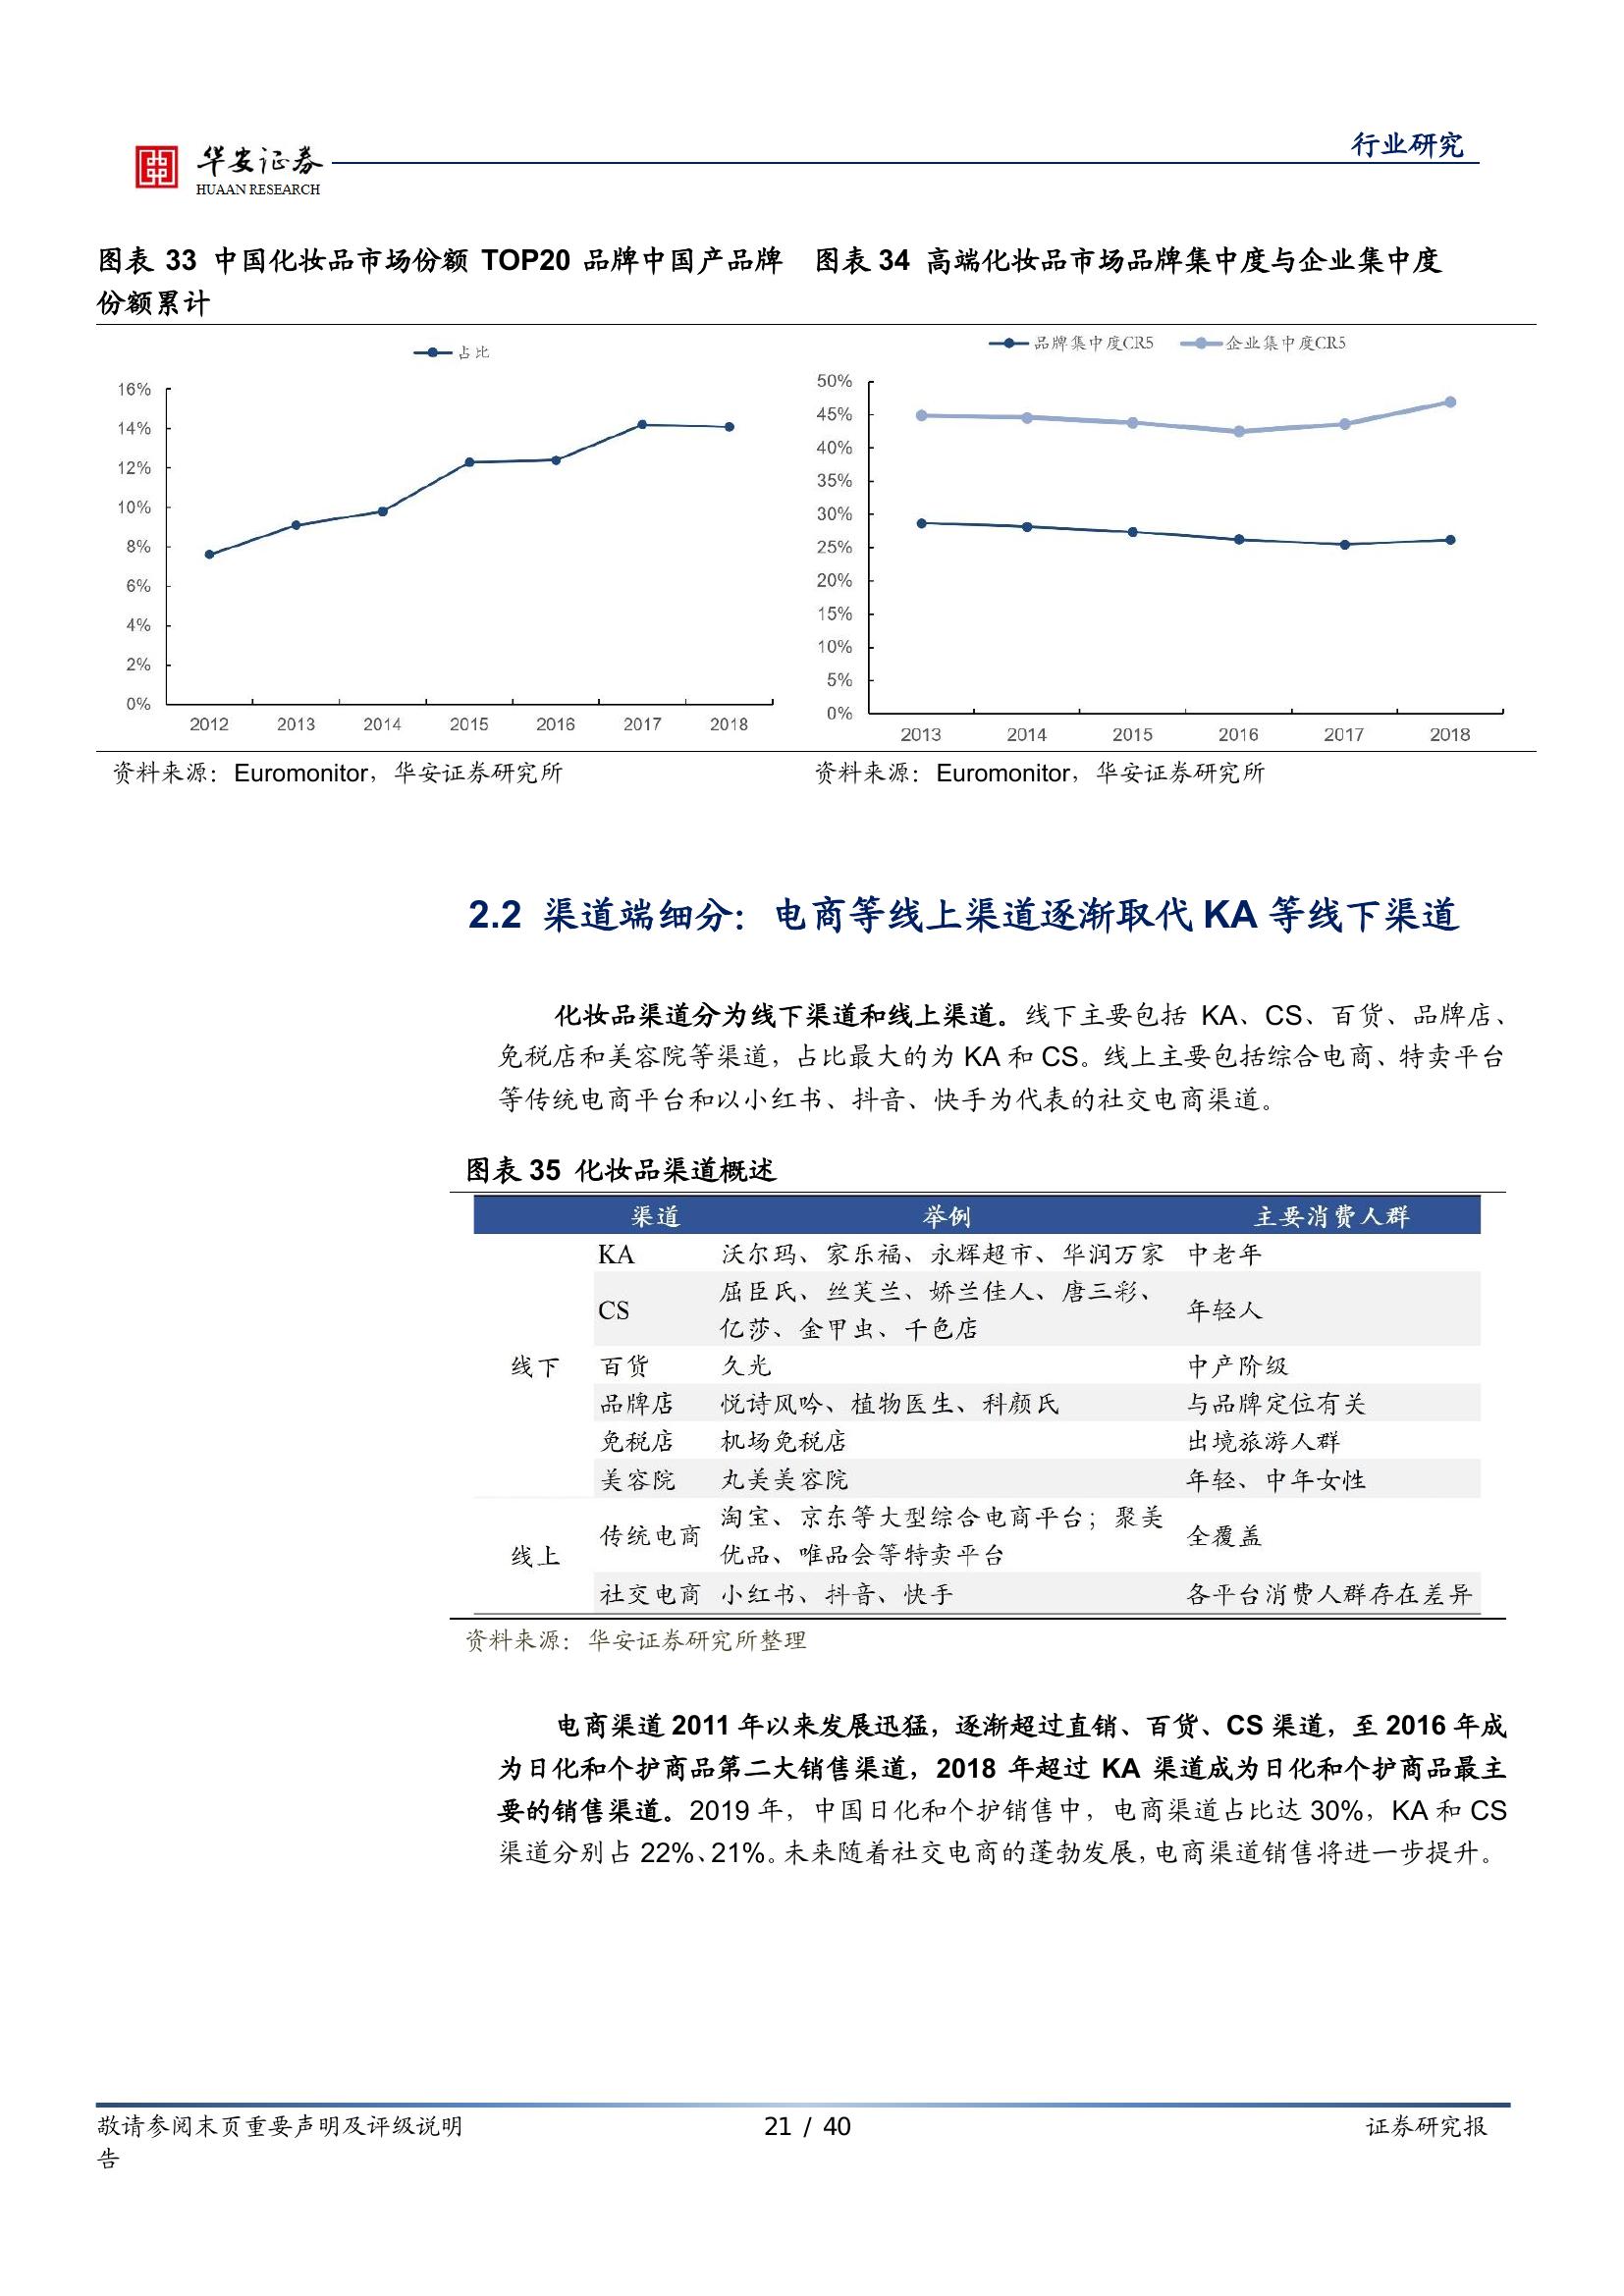 华安证券
HUAAN RESEARCH
行业研究
图表 33 中国化妆品市场份额 TOP20 品牌中国产品牌
份额累计
占比
16%
14%
12%
10%
8%
6%
4%
2%
0%
2012 2013 2014 2015 2016 2017 2018
资料来源：Euromonitor，华安证券研究所
图表 34 高端化妆品市场品牌集中度与企业集中度
品牌集中度CR5 企业集中度CR5
50%
45%
40%
35%
30%
25%
20%
15%
10%
5%
0%
2013 2014 2015 2016 2017 2018
资料来源：Euromonitor，华安证券研究所
2.2 渠道端细分：电商等线上渠道逐渐取代 KA 等线下渠道
化妆品渠道分为线下渠道和线上渠道。线下主要包括 KA、CS、百货、品牌店、
免税店和美容院等渠道，占比最大的为 KA 和 CS。线上主要包括综合电商、特卖平台
等传统电商平台和以小红书、抖音、快手为代表的社交电商渠道。
图表 35 化妆品渠道概述
渠道 举例 主要消费人群
KA 沃尔玛、家乐福、永辉超市、华润万家 中老年
屈臣氏、丝芙兰、娇兰佳人、唐三彩、
CS 年轻人
亿莎、金甲虫、千色店
线下 百货 久光 中产阶级
品牌店 悦诗风吟、植物医生、科颜氏 与品牌定位有关
免税店 机场免税店 出境旅游人群
美容院 丸美美容院 年轻、中年女性
淘宝、京东等大型综合电商平台；聚美
传统电商 全覆盖
线上 优品、唯品会等特卖平台
社交电商 小红书、抖音、快手 各平台消费人群存在差异
资料来源：华安证券研究所整理
电商渠道 2011 年以来发展迅猛，逐渐超过直销、百货、CS 渠道，至 2016 年成
为日化和个护商品第二大销售渠道，2018 年超过 KA 渠道成为日化和个护商品最主
要的销售渠道。2019 年，中国日化和个护销售中，电商渠道占比达 30%，KA 和 CS
渠道分别占 22%、21%。未来随着社交电商的蓬勃发展，电商渠道销售将进一步提升。
敬请参阅末页重要声明及评级说明 21 / 40 证券研究报
告